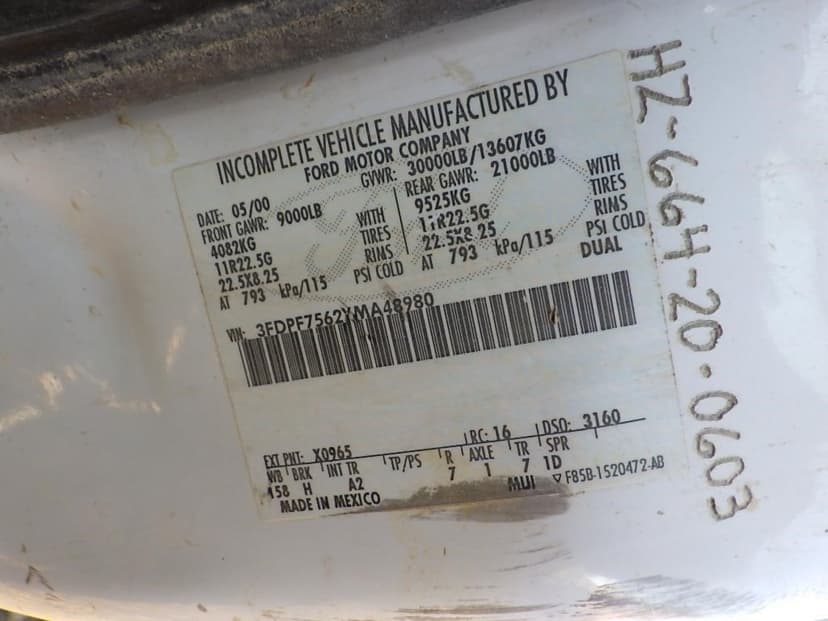 INCOMPLETE VEHICLE MANUFACTURED BY
FORD MOTOR COMPANY
DATE: 05/00 GVWR: 30000LB/13607KG
FRONT GAWR: 9000LB REAR GAWR: 21000LB
4082KG WITH 9525KG WITH
11R22.5G TIRES 11R22.5G TIRES
22.5X8.25 RIMS 22.5X8.25 RIMS
AT 793 kPa/115 PSI COLD AT 793 kPa/115 PSI COLD
DUAL
VIN: 3FDPF7562YMA48980
EXT PNT: X0965 RC: 16 DSO: 3160
WB BRK INT TR TP/PS R AXLE TR SPR
158 H A2 7 1 7 1D
MADE IN MEXICO MUI ▽F85B-1520472-AB
HZ-664-20-0603